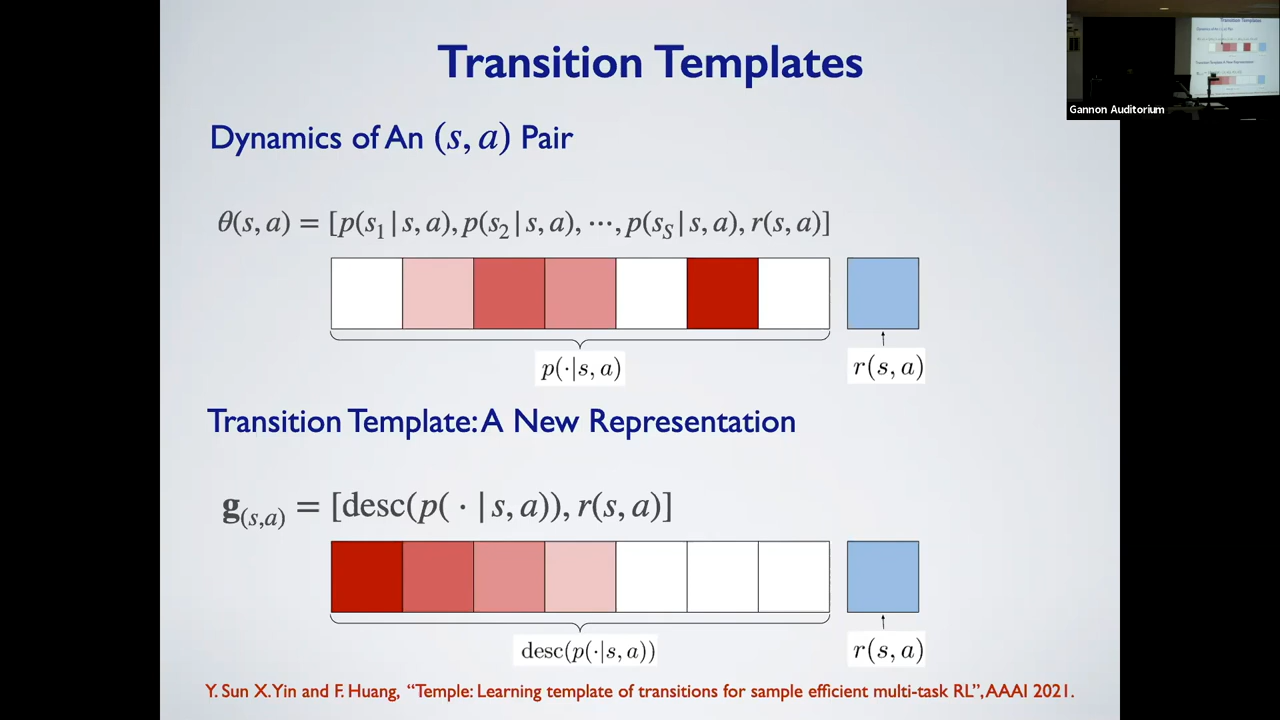 Transition Templates
Gannon Auditorium
Dynamics of An (s, a) Pair
θ(s, a) = [p(s₁ | s, a), p(s₂ | s, a), ⋯, p(s_S | s, a), r(s, a)]
p(·|s, a)
r(s, a)
Transition Template: A New Representation
g₍s,a₎ = [desc(p( · | s, a)), r(s, a)]
desc(p(·|s, a))
r(s, a)
Y. Sun X. Yin and F. Huang, “Temple: Learning template of transitions for sample efficient multi-task RL”, AAAI 2021.